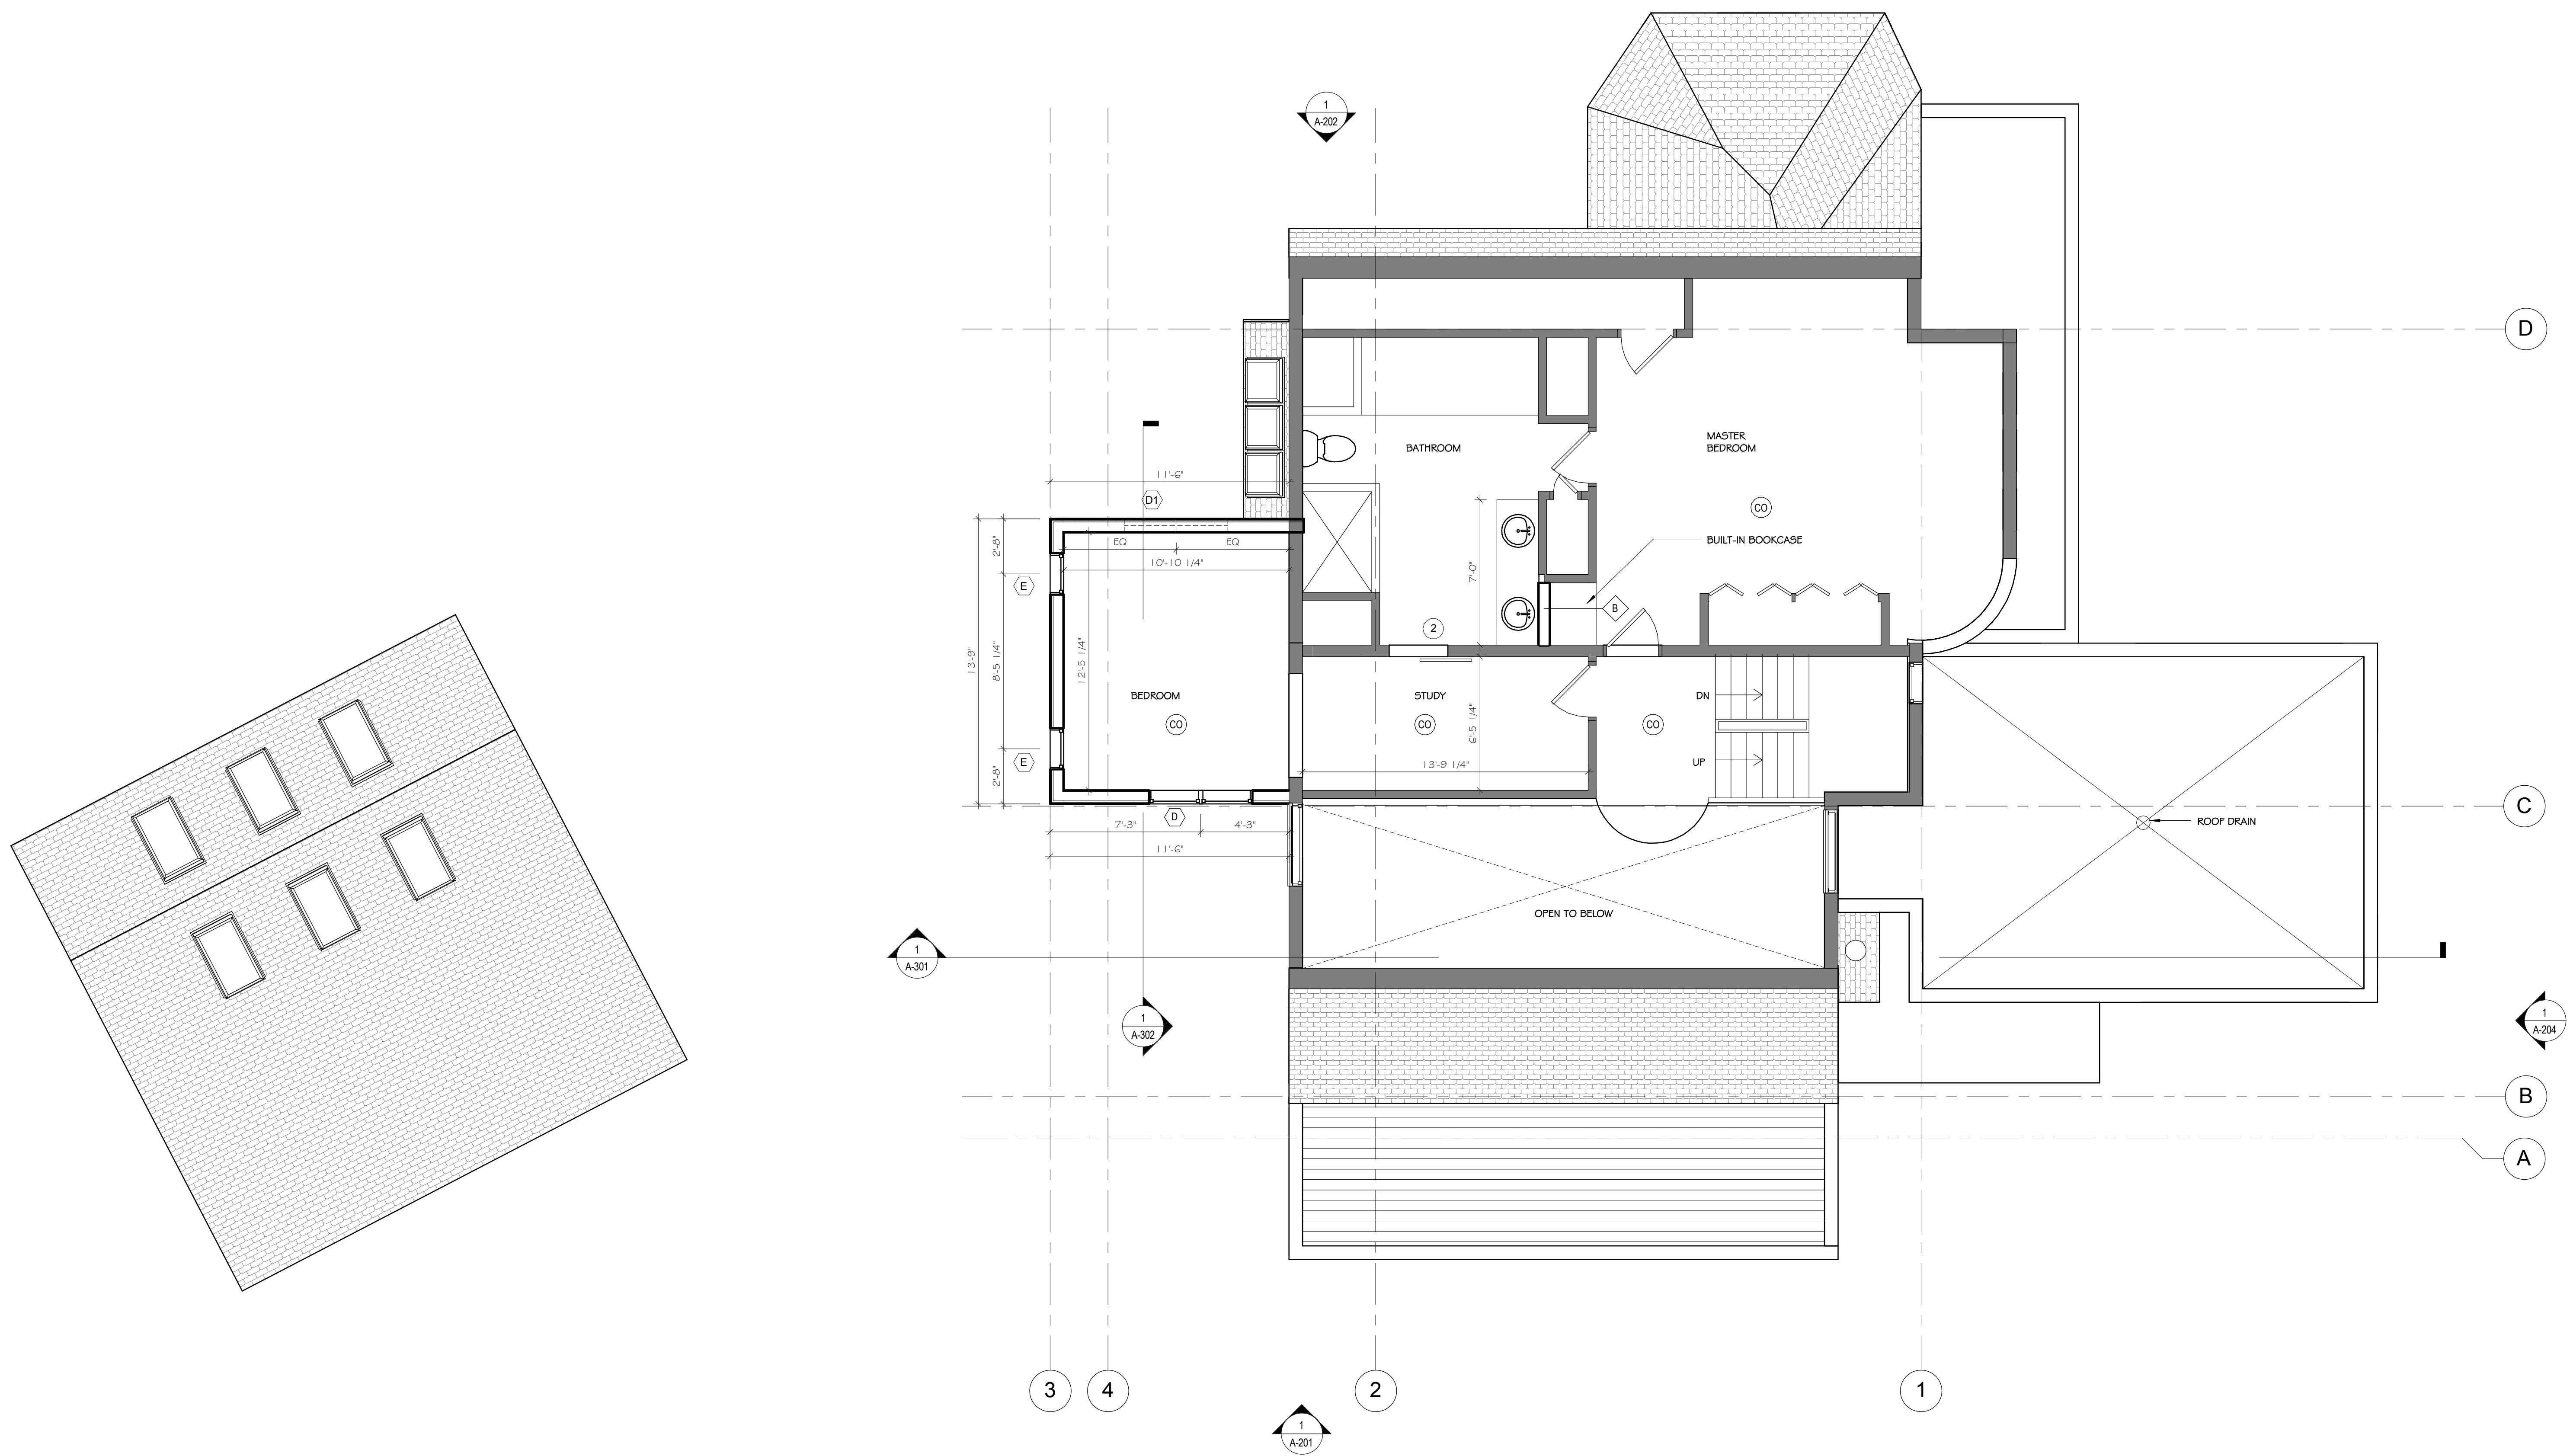 1
A-202
D
MASTER
BEDROOM
BATHROOM
11'-6"
D1
CO
2'-8"
EQ
EQ
BUILT-IN BOOKCASE
10'-10 1/4"
7'-0"
E
B
2
13'-9"
8'-5 1/4"
12'-5 1/4"
BEDROOM
STUDY
DN
CO
CO
CO
6'-5 1/4"
UP
E
13'-9 1/4"
2'-8"
C
D
7'-3"
4'-3"
ROOF DRAIN
11'-6"
OPEN TO BELOW
1
A-301
1
A-302
1
A-204
B
A
3
4
2
1
1
A-201